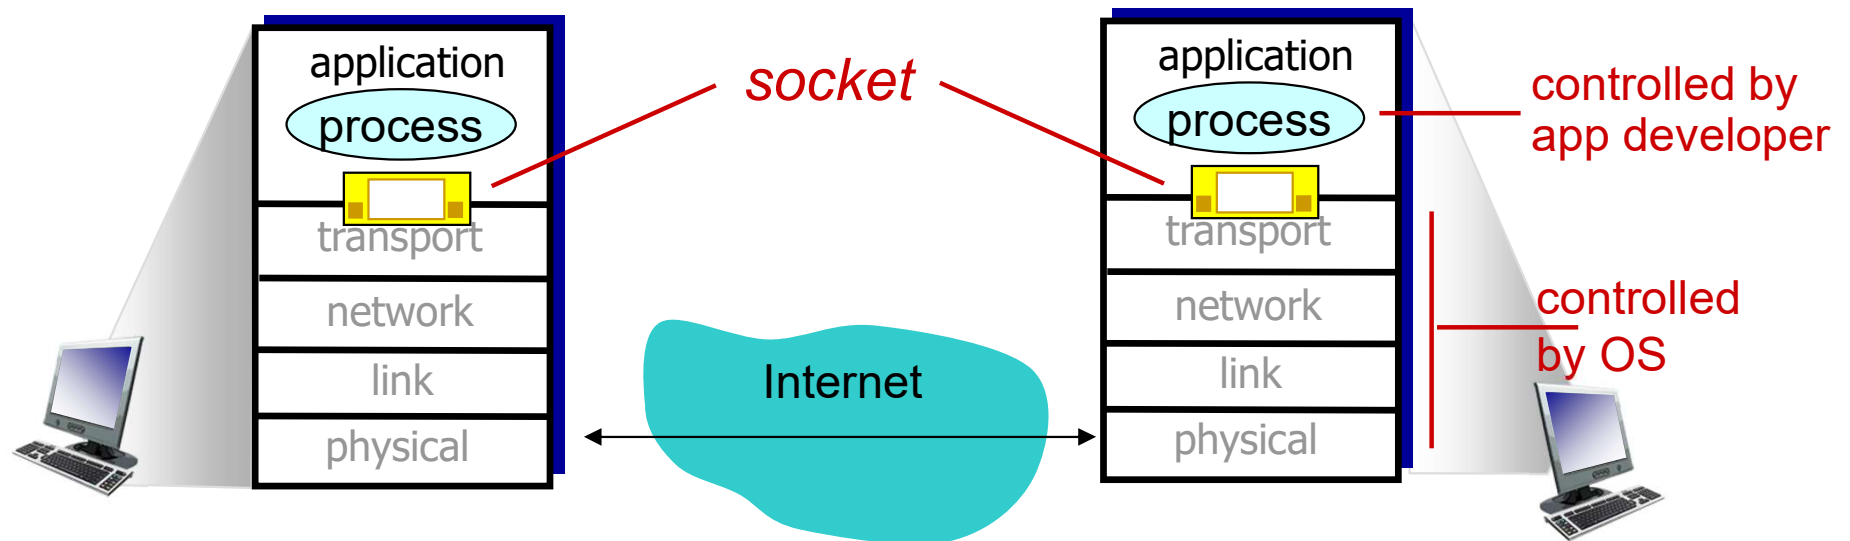 application
process
transport
network
link
physical
socket
Internet
application
process
transport
network
link
physical
controlled by
app developer
controlled
by OS